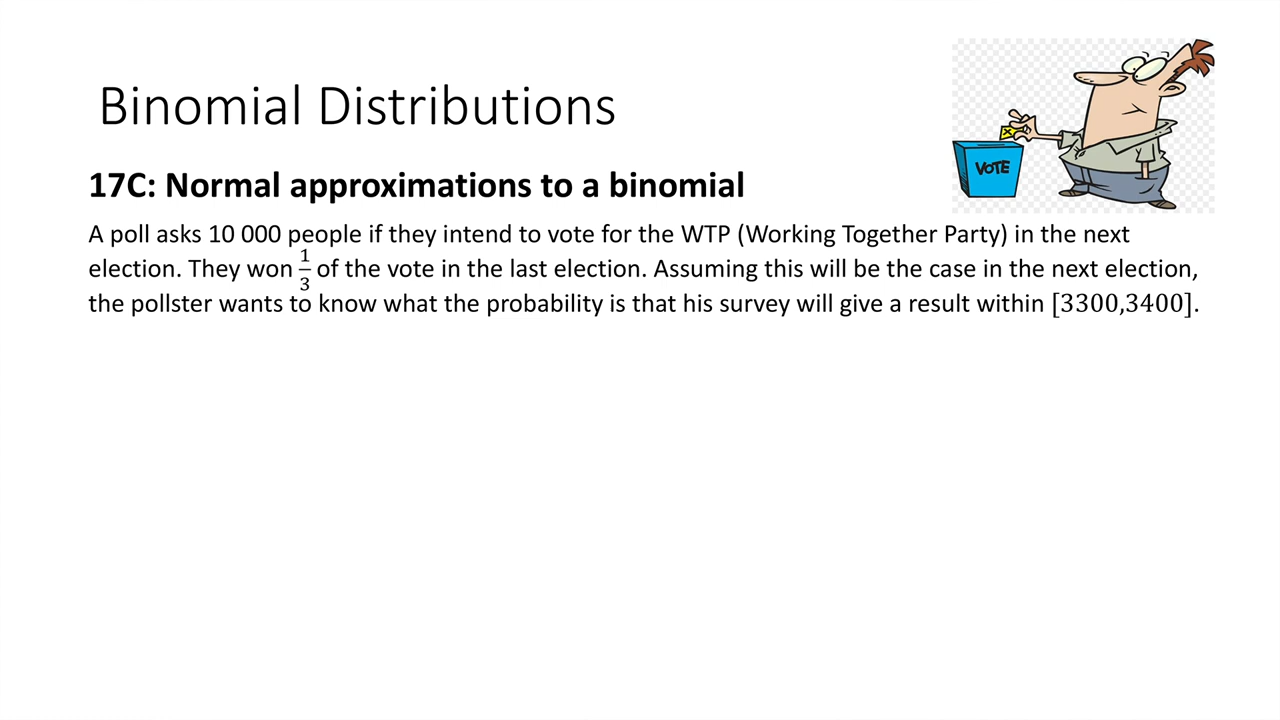 Binomial Distributions
VOTE
17C: Normal approximations to a binomial
A poll asks 10 000 people if they intend to vote for the WTP (Working Together Party) in the next
election. They won 1/3 of the vote in the last election. Assuming this will be the case in the next election,
the pollster wants to know what the probability is that his survey will give a result within [3300,3400].